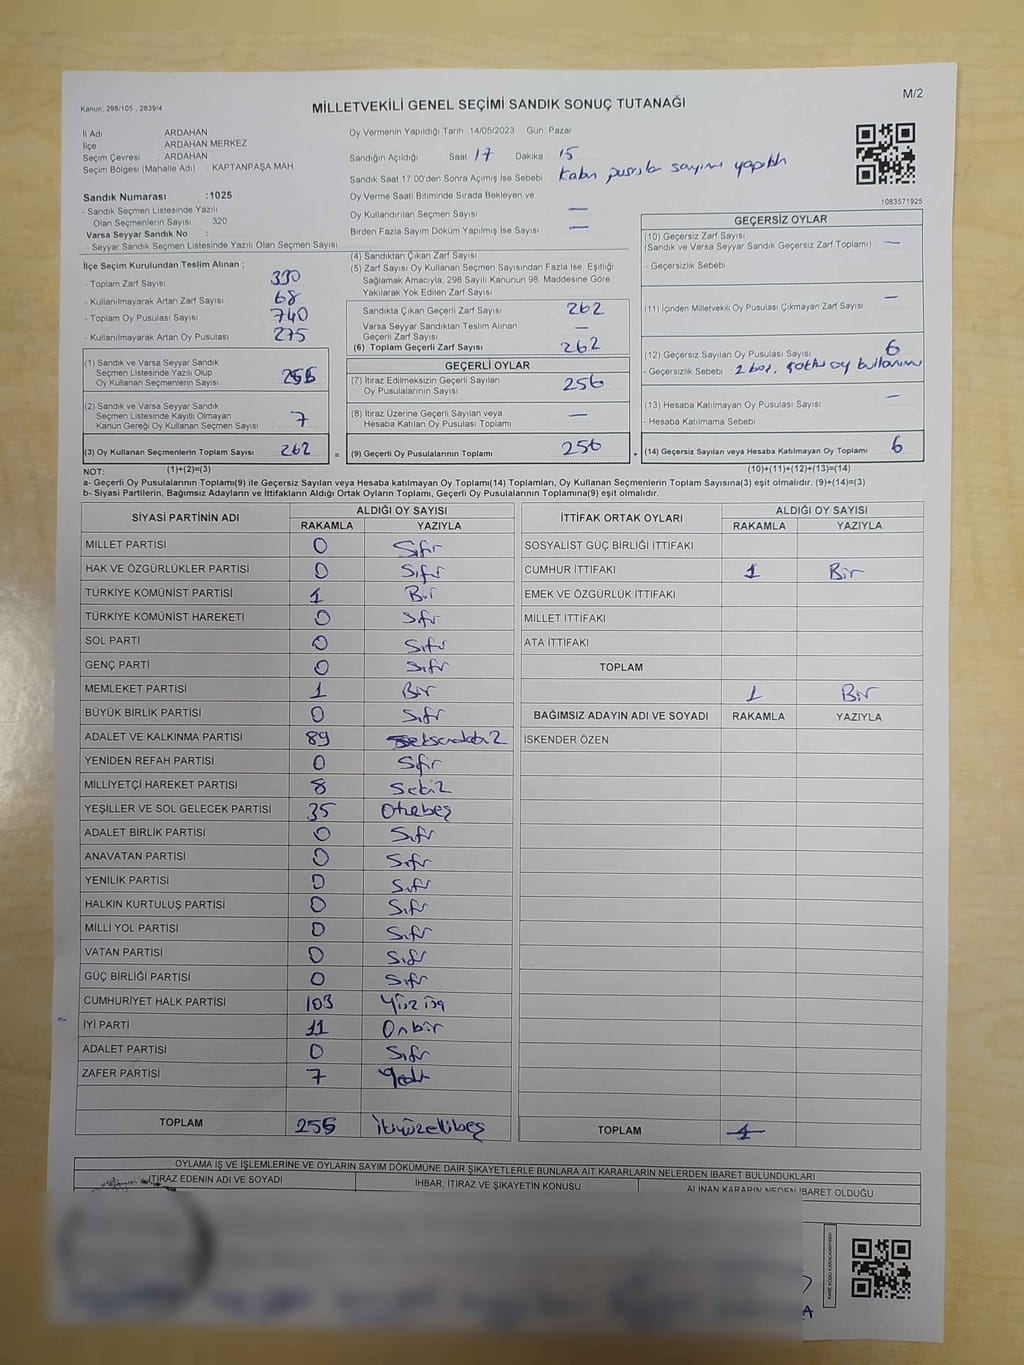 Kanun: 298/105 , 2839/4
MİLLETVEKİLİ GENEL SEÇİMİ SANDIK SONUÇ TUTANAĞI
M/2
İl Adı : ARDAHAN
İlçe : ARDAHAN MERKEZ
Seçim Çevresi : ARDAHAN
Seçim Bölgesi (Mahalle Adı) : KAPTANPAŞA MAH
Sandık Numarası :1025
- Sandık Seçmen Listesinde Yazılı
Olan Seçmenlerin Sayısı : 320
Varsa Seyyar Sandık No :
- Seyyar Sandık Seçmen Listesinde Yazılı Olan Seçmen Sayısı :
Oy Vermenin Yapıldığı Tarih :14/05/2023 Gün: Pazar
Sandığın Açıldığı Saat 17 Dakika 15
Sandık Saat 17:00'den Sonra Açımış İse Sebebi : Kabin pusula sayımı yapıldı
Oy Verme Saati Bitiminde Sırada Bekleyen ve
Oy Kullandırılan Seçmen Sayısı : —
Birden Fazla Sayım Döküm Yapılmış İse Sayısı : —
1083571925
İlçe Seçim Kurulundan Teslim Alınan ;
- Toplam Zarf Sayısı : 330
- Kullanılmayarak Artan Zarf Sayısı : 68
- Toplam Oy Pusulası Sayısı : 740
- Kullanılmayarak Artan Oy Pusulası : 275
(1) Sandık ve Varsa Seyyar Sandık
Seçmen Listesinde Yazılı Olup
Oy Kullanan Seçmenlerin Sayısı : 255
(2) Sandık ve Varsa Seyyar Sandık
Seçmen Listesinde Kayıtlı Olmayan
Kanun Gereği Oy Kullanan Seçmen Sayısı : 7
(3) Oy Kullanan Seçmenlerin Toplam Sayısı : 262
(4) Sandıktan Çıkan Zarf Sayısı :
(5) Zarf Sayısı Oy Kullanan Seçmen Sayısından Fazla İse, Eşitliği
Sağlamak Amacıyla, 298 Sayılı Kanunun 98. Maddesine Göre
Yakılarak Yok Edilen Zarf Sayısı :
Sandıkta Çıkan Geçerli Zarf Sayısı : 262
Varsa Seyyar Sandıktan Teslim Alınan
Geçerli Zarf Sayısı : —
(6) Toplam Geçerli Zarf Sayısı : 262
GEÇERLİ OYLAR
(7) İtiraz Edilmeksizin Geçerli Sayılan
Oy Pusulalarının Sayısı : 256
(8) İtiraz Üzerine Geçerli Sayılan veya
Hesaba Katılan Oy Pusulası Toplamı : —
= (9) Geçerli Oy Pusulalarının Toplamı : 256 +
GEÇERSİZ OYLAR
(10) Geçersiz Zarf Sayısı
(Sandık ve Varsa Seyyar Sandık Geçersiz Zarf Toplamı) : —
- Geçersizlik Sebebi :
(11) İçinden Milletvekili Oy Pusulası Çıkmayan Zarf Sayısı : —
(12) Geçersiz Sayılan Oy Pusulası Sayısı : 6
- Geçersizlik Sebebi : 2 boş, çoklu oy kullanımı
(13) Hesaba Katılmayan Oy Pusulası Sayısı : —
- Hesaba Katılmama Sebebi :
(14) Geçersiz Sayılan veya Hesaba Katılmayan Oy Toplamı : 6
NOT: (1)+(2)=(3) (10)+(11)+(12)+(13)=(14)
a- Geçerli Oy Pusulalarının Toplamı(9) ile Geçersiz Sayılan veya Hesaba katılmayan Oy Toplamı(14) Toplamları, Oy Kullanan Seçmenlerin Toplam Sayısına(3) eşit olmalıdır. (9)+(14)=(3)
b- Siyasi Partilerin, Bağımsız Adayların ve İttifakların Aldığı Ortak Oyların Toplamı, Geçerli Oy Pusulalarının Toplamına(9) eşit olmalıdır.
SİYASİ PARTİNİN ADI ALDIĞI OY SAYISI
RAKAMLA YAZIYLA
MİLLET PARTİSİ 0 Sıfır
HAK VE ÖZGÜRLÜKLER PARTİSİ 0 Sıfır
TÜRKİYE KOMÜNİST PARTİSİ 1 Bir
TÜRKİYE KOMÜNİST HAREKETİ 0 Sıfır
SOL PARTİ 0 Sıfır
GENÇ PARTİ 0 Sıfır
MEMLEKET PARTİSİ 1 Bir
BÜYÜK BİRLİK PARTİSİ 0 Sıfır
ADALET VE KALKINMA PARTİSİ 89 Seksendokuz
YENİDEN REFAH PARTİSİ 0 Sıfır
MİLLİYETÇİ HAREKET PARTİSİ 8 Sekiz
YEŞİLLER VE SOL GELECEK PARTİSİ 35 Otuzbeş
ADALET BİRLİK PARTİSİ 0 Sıfır
ANAVATAN PARTİSİ 0 Sıfır
YENİLİK PARTİSİ 0 Sıfır
HALKIN KURTULUŞ PARTİSİ 0 Sıfır
MİLLİ YOL PARTİSİ 0 Sıfır
VATAN PARTİSİ 0 Sıfır
GÜÇ BİRLİĞİ PARTİSİ 0 Sıfır
CUMHURİYET HALK PARTİSİ 103 Yüz üç
İYİ PARTİ 11 Onbir
ADALET PARTİSİ 0 Sıfır
ZAFER PARTİSİ 7 Yedi
TOPLAM 255 İkiyüzellibeş
İTTİFAK ORTAK OYLARI ALDIĞI OY SAYISI
RAKAMLA YAZIYLA
SOSYALİST GÜÇ BİRLİĞİ İTTİFAKI
CUMHUR İTTİFAKI 1 Bir
EMEK VE ÖZGÜRLÜK İTTİFAKI
MİLLET İTTİFAKI
ATA İTTİFAKI
TOPLAM
1 Bir
BAĞIMSIZ ADAYIN ADI VE SOYADI RAKAMLA YAZIYLA
İSKENDER ÖZEN
TOPLAM
OYLAMA İŞ VE İŞLEMLERİNE VE OYLARIN SAYIM DÖKÜMÜNE DAİR ŞİKAYETLERLE BUNLARA AİT KARARLARIN NELERDEN İBARET BULUNDUKLARI
İTİRAZ EDENİN ADI VE SOYADI İHBAR, İTİRAZ VE ŞİKAYETİN KONUSU ALINAN KARARIN NEDEN İBARET OLDUĞU
KARE KODU KARALAMAYINIZ!